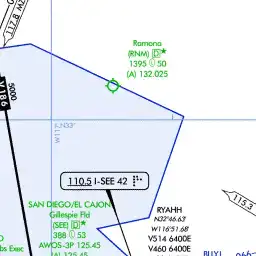 117.8 M
Ramona
(RNM) D★
1395 50
(A) 132.025
5000
V186
W117°N33°
110.5 I-SEE 42
SAN DIEGO/EL CAJON
Gillespie Fld
(SEE) D★
388 53
AWOS-3P 125.45
(A) 125.45
bs Exec
RYAHH
N32°46.63'
W116°51.68'
V514 6400E
V460 6400E
115.3